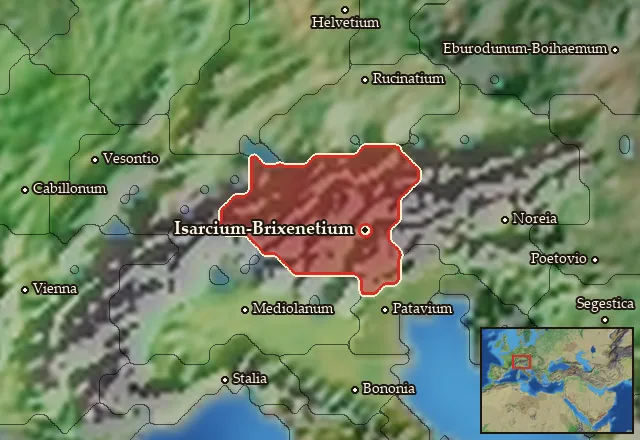 Helvetium
Eburodunum-Boihaemum
Rucinatium
Vesontio
Cabillonum
Noreia
Isarcium-Brixenetium
Poetovio
Vienna
Segestica
Mediolanum
Patavium
Stalia
Bononia